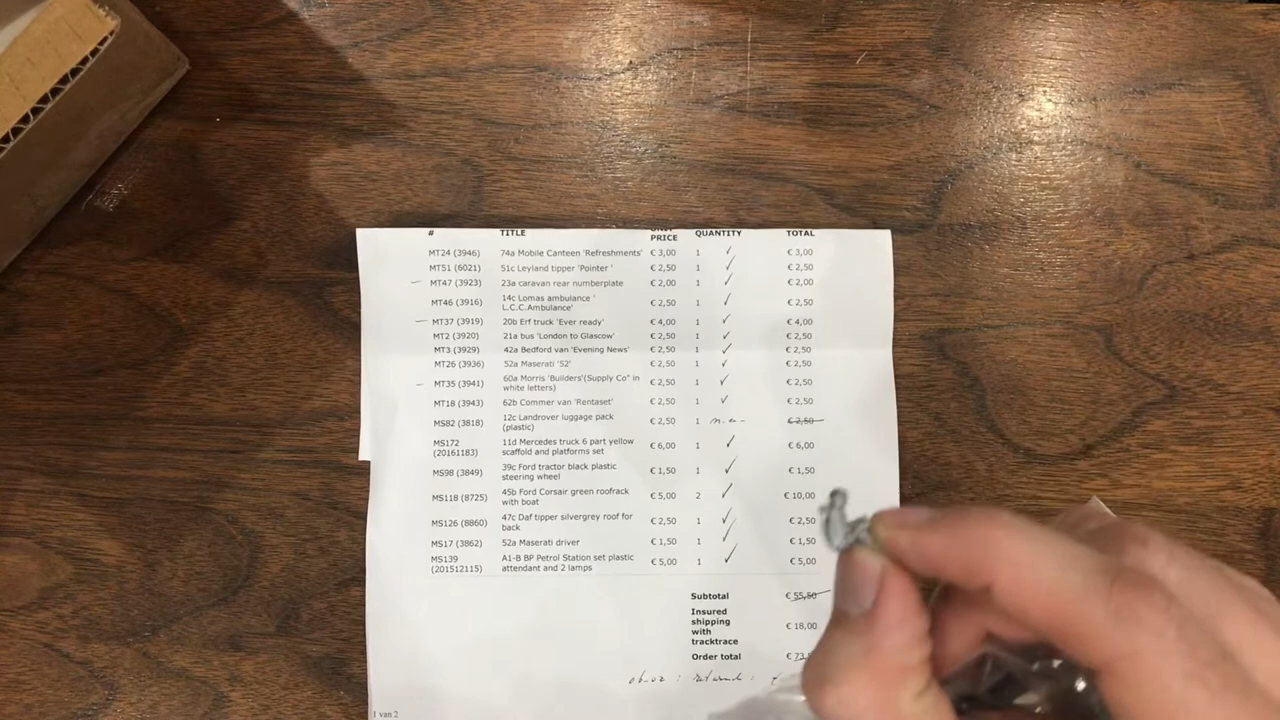 # TITLE PRICE QUANTITY TOTAL
MT24 (3946) 74a Mobile Canteen 'Refreshments' € 3,00 1 ✓ € 3,00
MT51 (6021) 51c Leyland tipper 'Pointer ' € 2,50 1 ✓ € 2,50
MT47 (3923) 23a caravan rear numberplate € 2,00 1 ✓ € 2,00
MT46 (3916) 14c Lomas ambulance ' € 2,50 1 ✓ € 2,50
L.C.C.Ambulance'
MT37 (3919) 20b Erf truck 'Ever ready' € 4,00 1 ✓ € 4,00
MT2 (3920) 21a bus 'London to Glascow' € 2,50 1 ✓ € 2,50
MT3 (3929) 42a Bedford van 'Evening News' € 2,50 1 ✓ € 2,50
MT26 (3936) 52a Maserati '52' € 2,50 1 ✓ € 2,50
MT35 (3941) 60a Morris 'Builders'(Supply Co" in € 2,50 1 ✓ € 2,50
white letters)
MT18 (3943) 62b Commer van 'Rentaset' € 2,50 1 ✓ € 2,50
MS82 (3818) 12c Landrover luggage pack € 2,50 1 n.a- € 2,50
(plastic)
MS172 11d Mercedes truck 6 part yellow € 6,00 1 ✓ € 6,00
(20161183) scaffold and platforms set
MS98 (3849) 39c Ford tractor black plastic € 1,50 1 ✓ € 1,50
steering wheel
MS118 (8725) 45b Ford Corsair green roofrack € 5,00 2 ✓ € 10,00
with boat
MS126 (8860) 47c Daf tipper silvergrey roof for € 2,50 1 ✓ € 2,50
back
MS17 (3862) 52a Maserati driver € 1,50 1 ✓ € 1,50
MS139 A1-B BP Petrol Station set plastic € 5,00 1 ✓ € 5,00
(201512115) attendant and 2 lamps
Subtotal € 55,50
Insured
shipping € 18,00
with
tracktrace
Order total € 73,
1 van 2